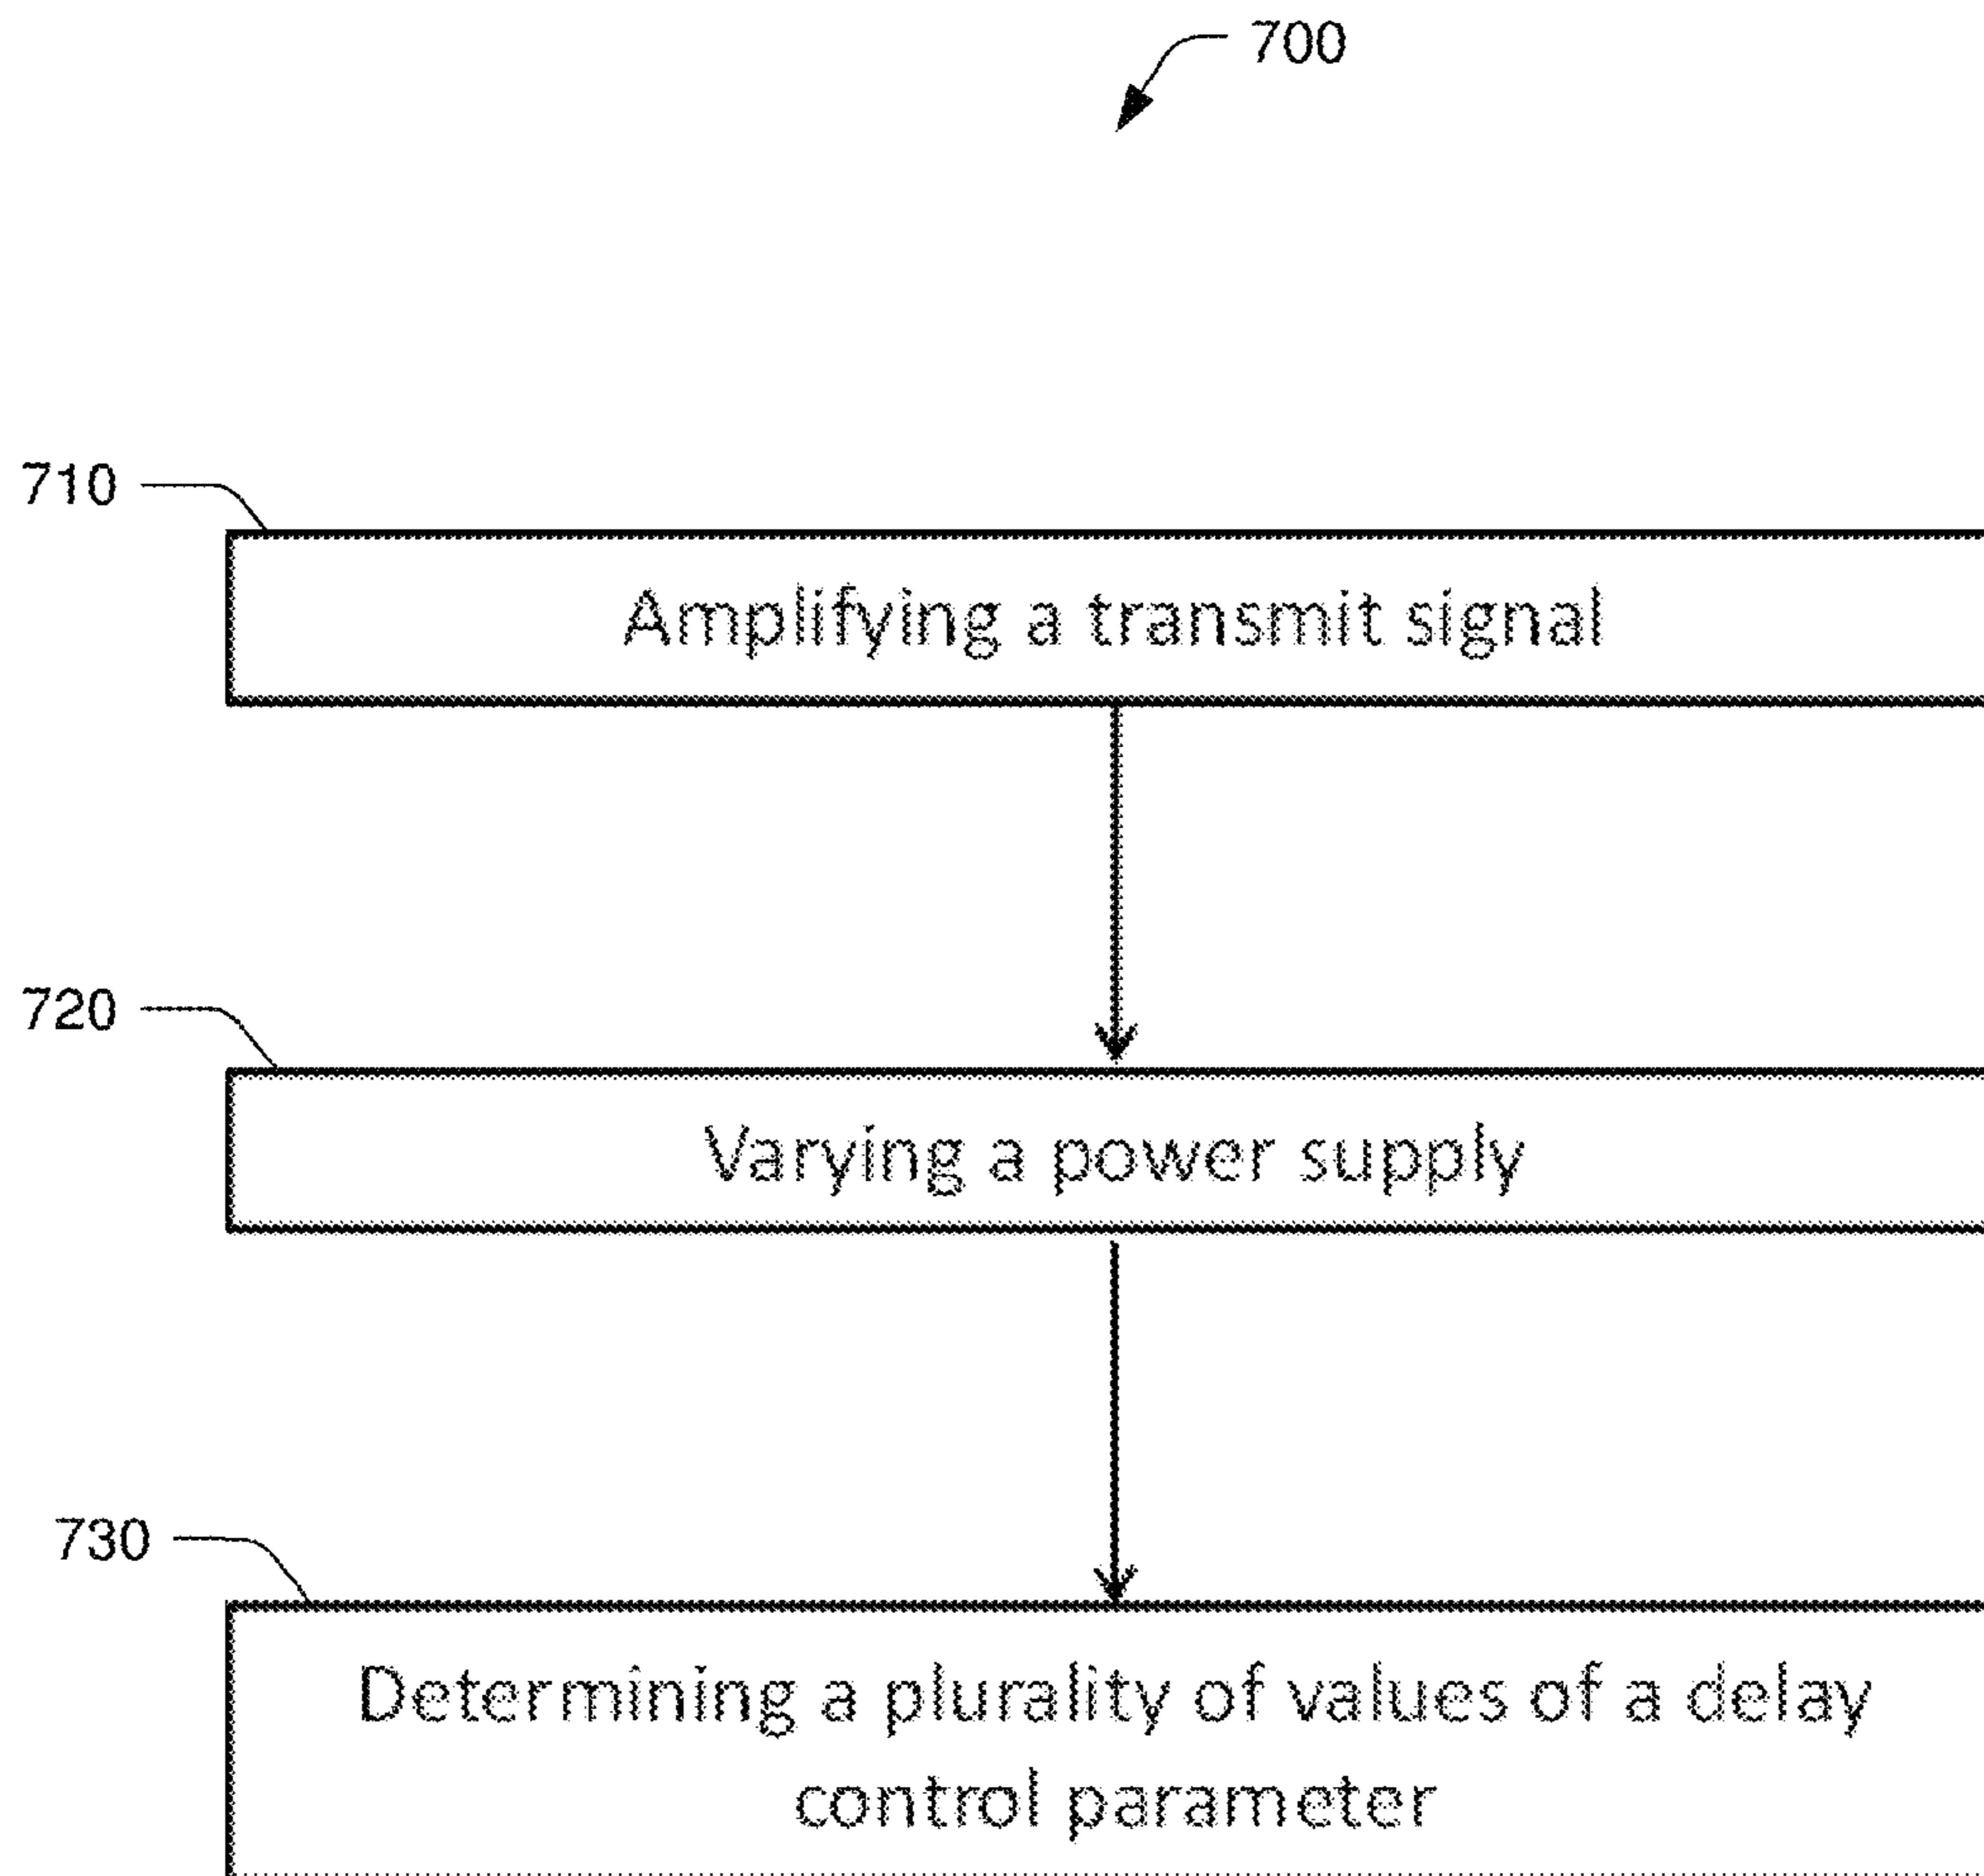 700
710
Amplifying a transmit signal
720
Varying a power supply
730
Determining a plurality of values of a delay
control parameter